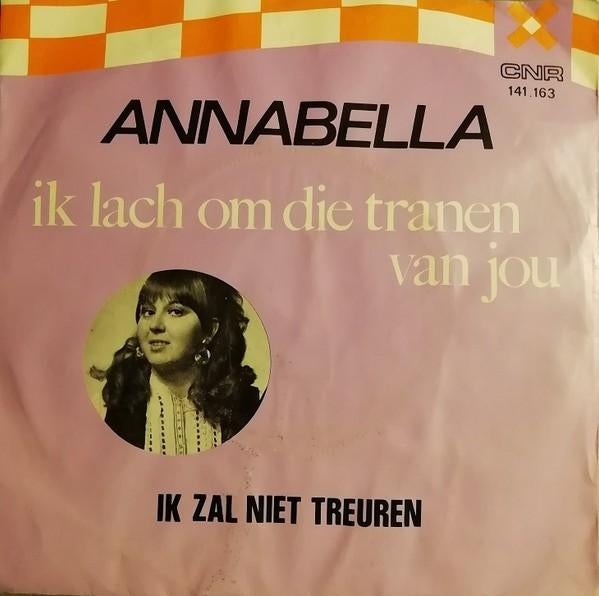 CNR
141.163
ANNABELLA
ik lach om die tranen
van jou
IK ZAL NIET TREUREN